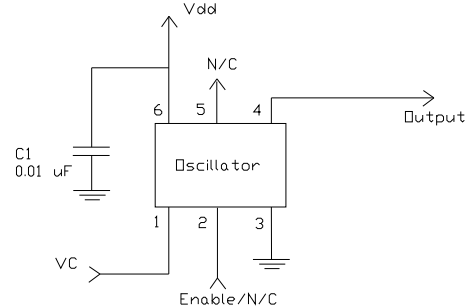 Vdd
N/C
6
5
4
Output
C1
0.01 uF
Oscillator
1
2
3
VC
Enable/N/C